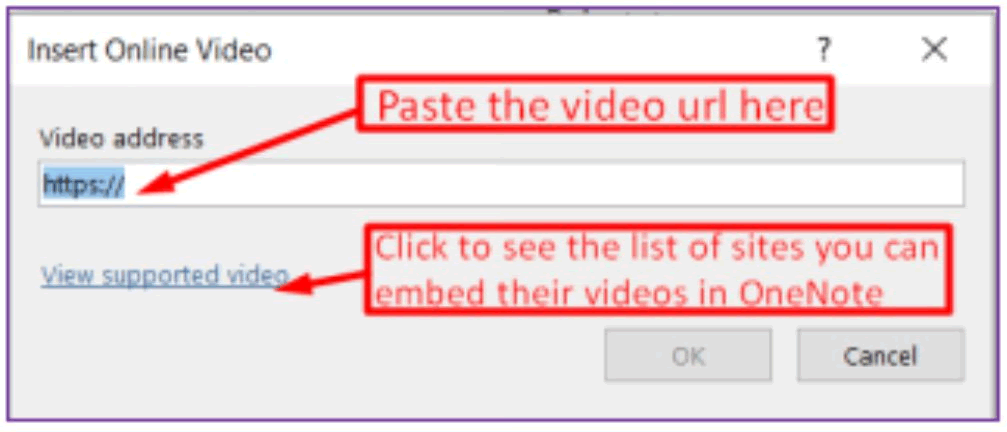 Insert Online Video ?
Paste the video url here
Video address
https://
Click to see the list of sites you can
embed their videos in OneNote
View supported video
OK Cancel